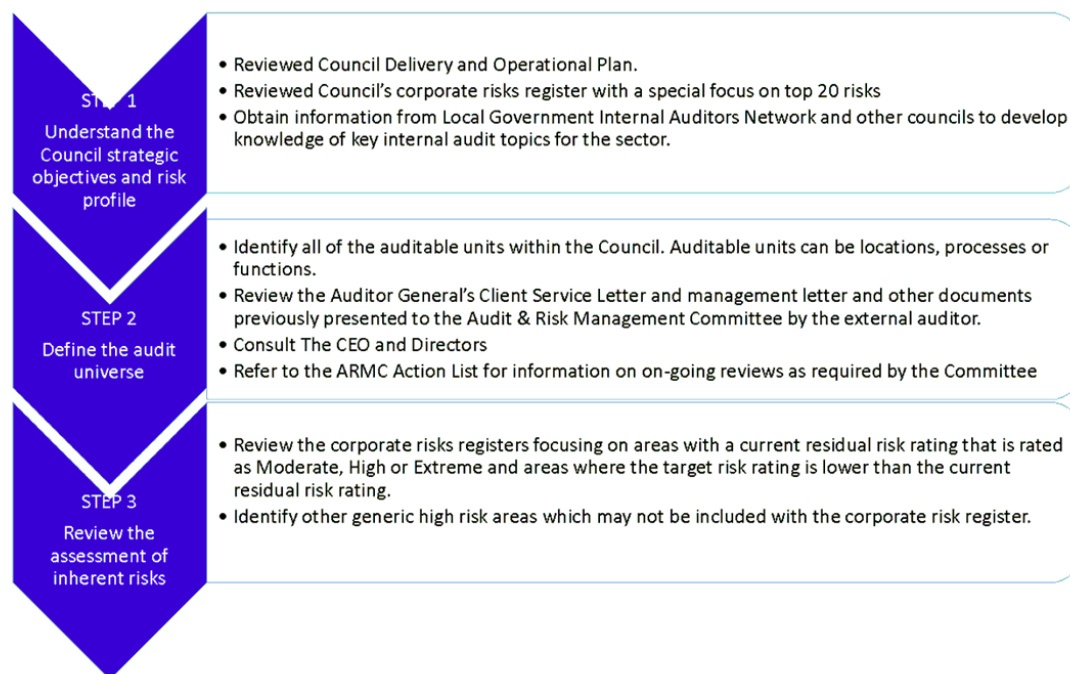 STEP 1
Understand the
Council strategic
objectives and risk
profile
• Reviewed Council Delivery and Operational Plan.
• Reviewed Council's corporate risks register with a special focus on top 20 risks
• Obtain information from Local Government Internal Auditors Network and other councils to develop
knowledge of key internal audit topics for the sector.
STEP 2
Define the audit
universe
• Identify all of the auditable units within the Council. Auditable units can be locations, processes or
functions.
• Review the Auditor General's Client Service Letter and management letter and other documents
previously presented to the Audit & Risk Management Committee by the external auditor.
• Consult The CEO and Directors
• Refer to the ARMC Action List for information on on-going reviews as required by the Committee
STEP 3
Review the
assessment of
inherent risks
• Review the corporate risks registers focusing on areas with a current residual risk rating that is rated
as Moderate, High or Extreme and areas where the target risk rating is lower than the current
residual risk rating.
• Identify other generic high risk areas which may not be included with the corporate risk register.